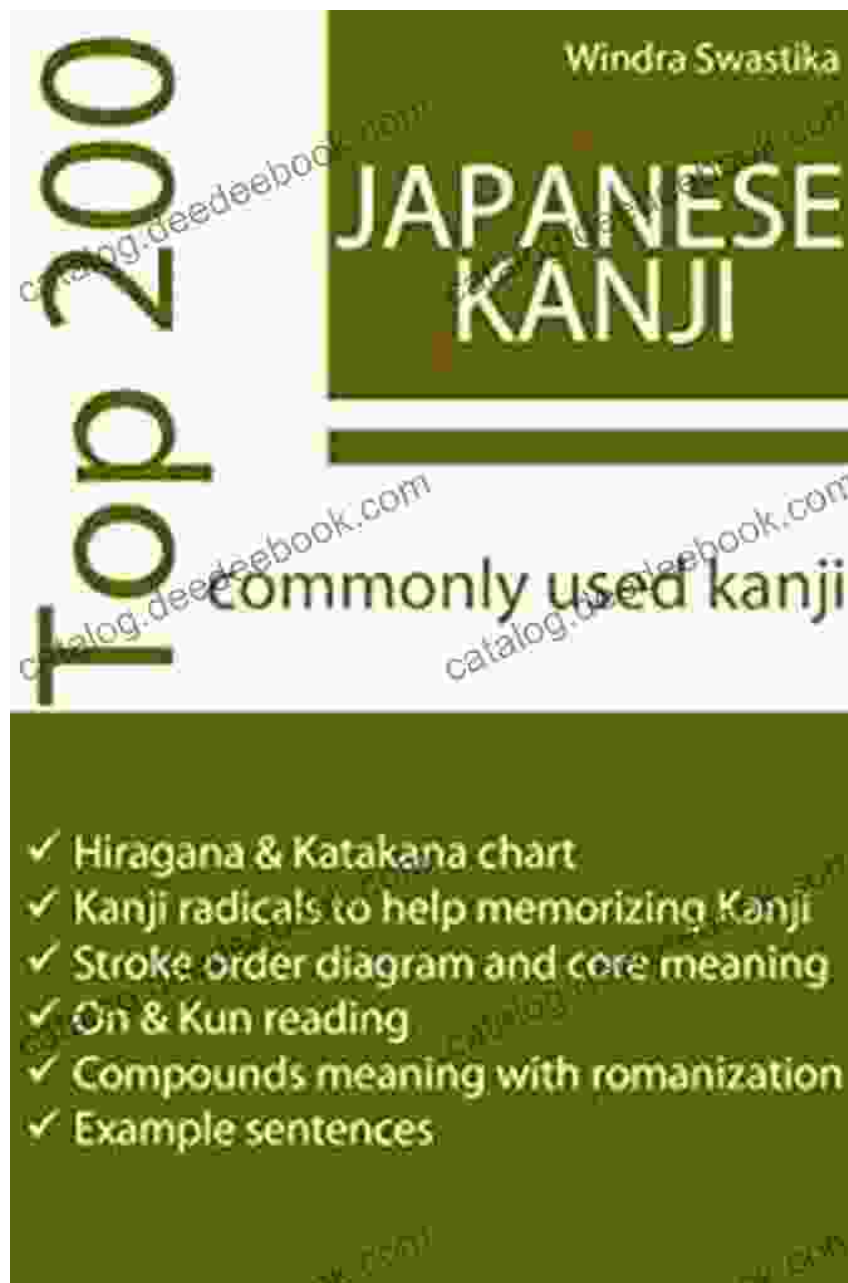 Windra Swastika
Top 200
JAPANESE
KANJI
commonly used kanji
✓ Hiragana & Katakana chart
✓ Kanji radicals to help memorizing Kanji
✓ Stroke order diagram and core meaning
✓ On & Kun reading
✓ Compounds meaning with romanization
✓ Example sentences
catalog.deedeebook.com
catalog.deedeebook.com
catalog.deedeebook.com
catalog.deedeebook.com